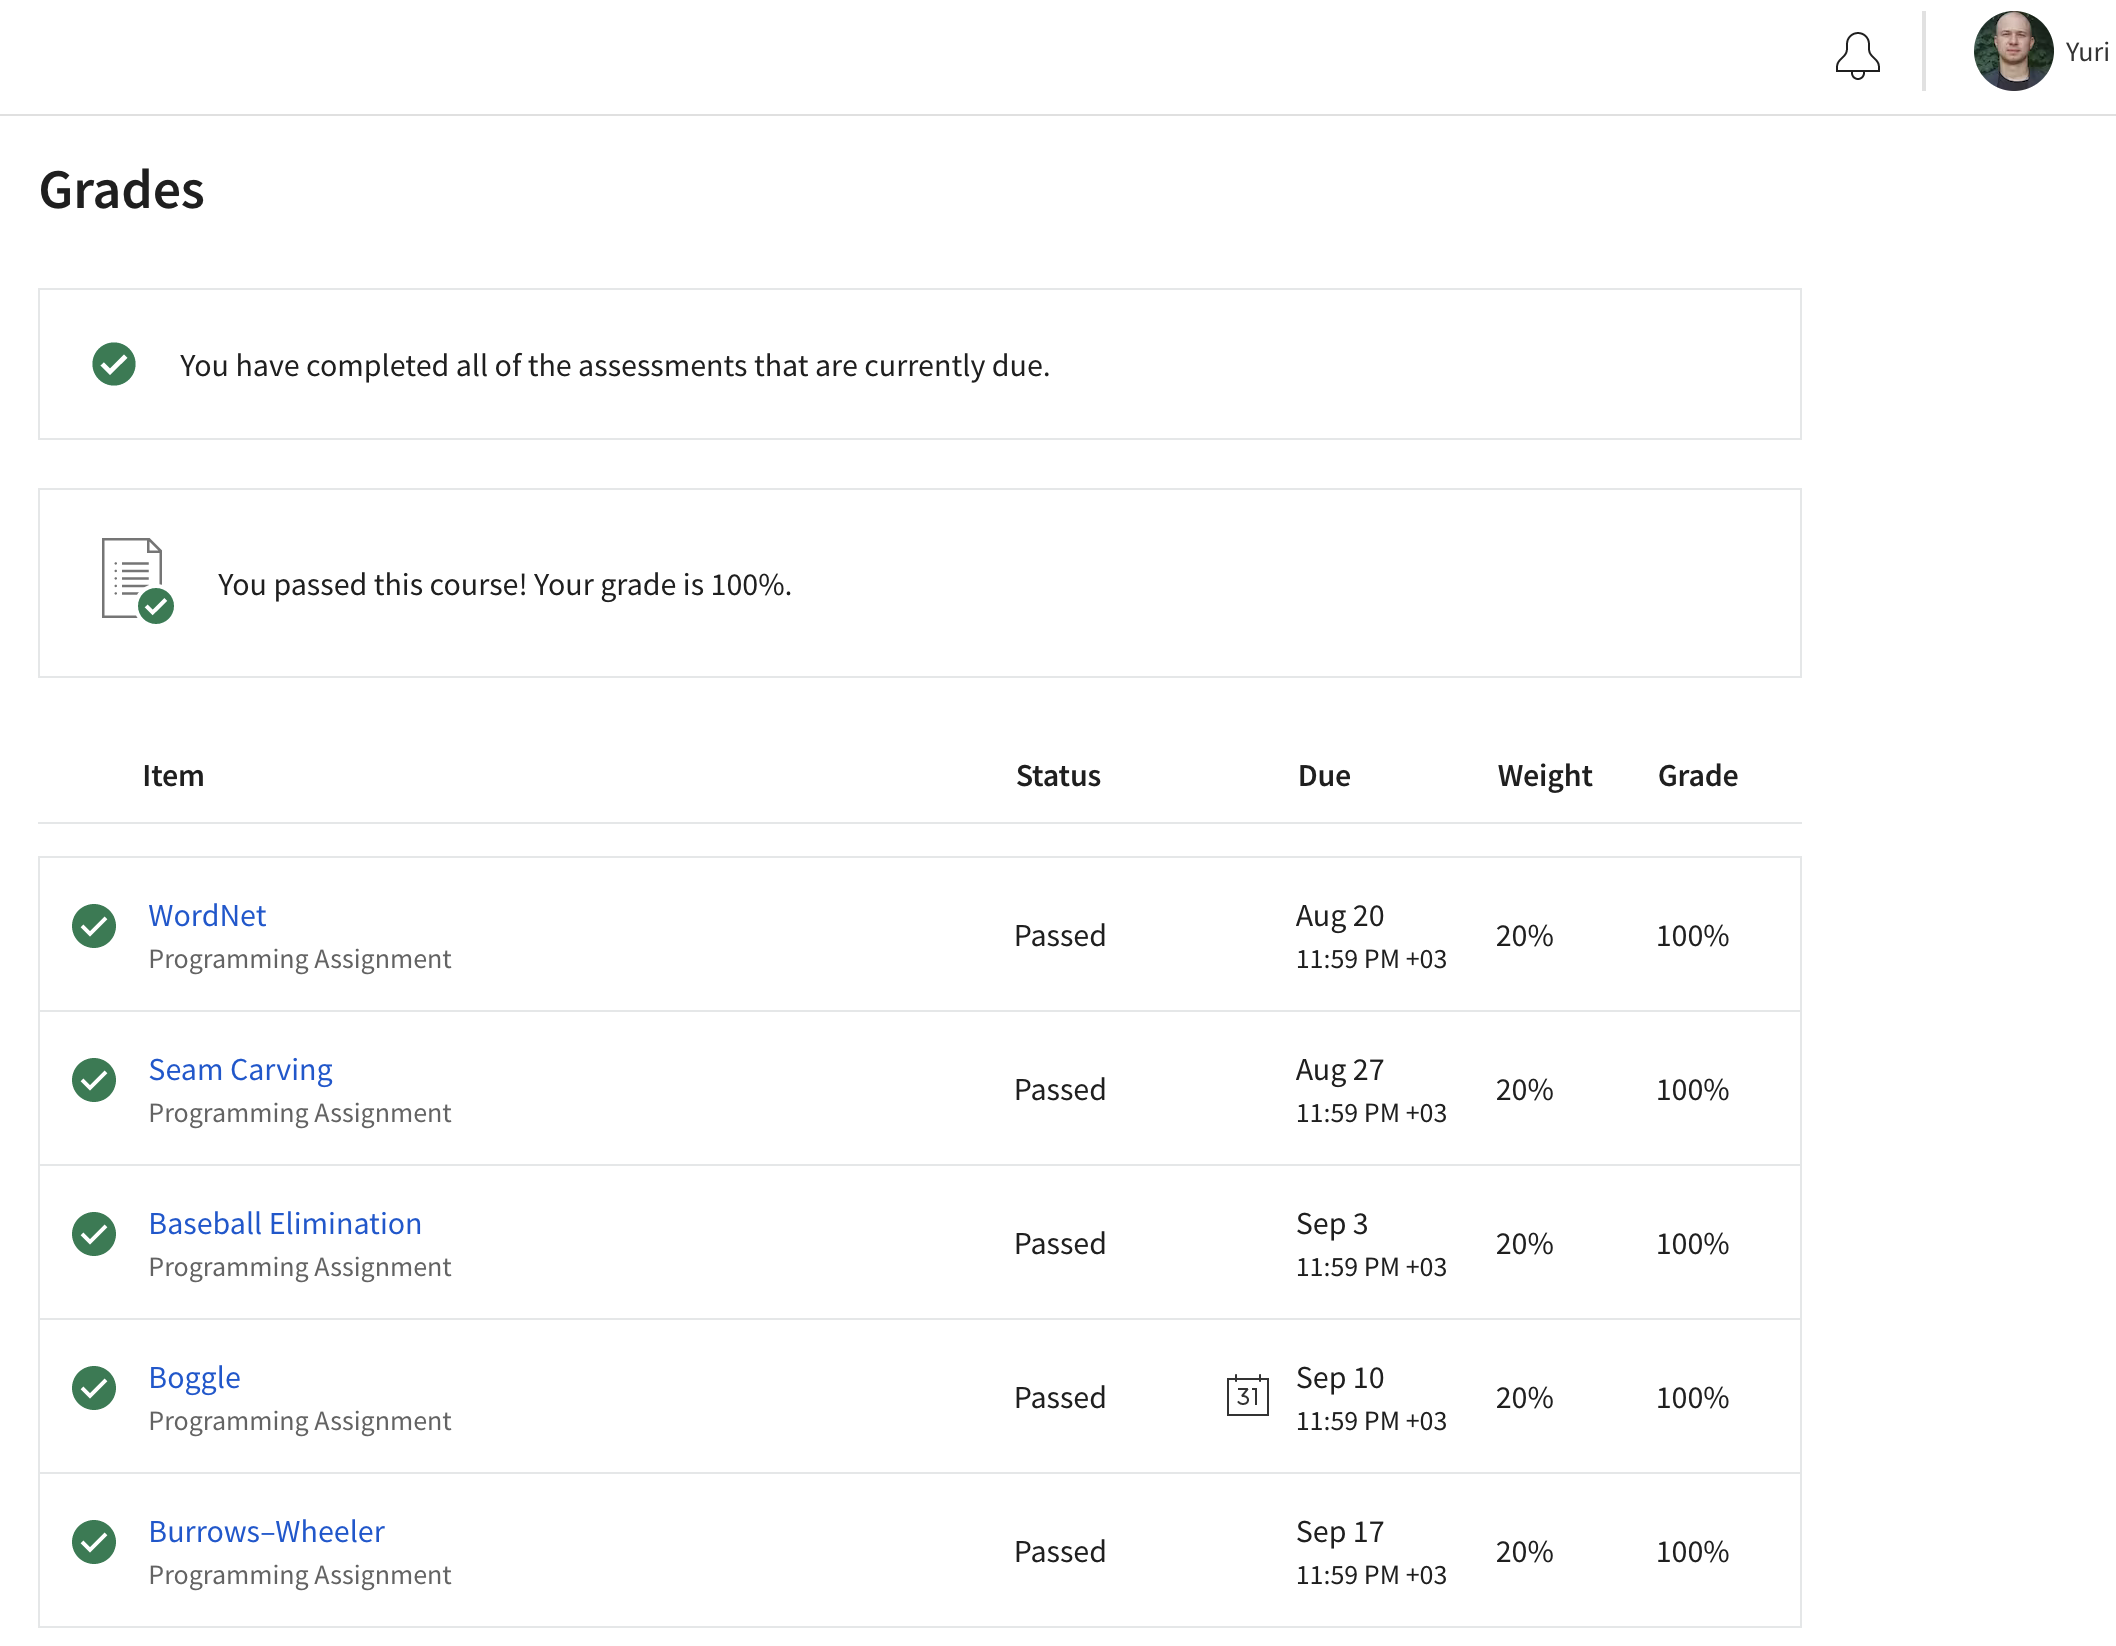 Yuri
Grades
You have completed all of the assessments that are currently due.
You passed this course! Your grade is 100%.
Item Status Due Weight Grade
WordNet
Programming Assignment
Passed
Aug 20
11:59 PM +03
20%
100%
Seam Carving
Programming Assignment
Passed
Aug 27
11:59 PM +03
20%
100%
Baseball Elimination
Programming Assignment
Passed
Sep 3
11:59 PM +03
20%
100%
Boggle
Programming Assignment
Passed
31
Sep 10
11:59 PM +03
20%
100%
Burrows–Wheeler
Programming Assignment
Passed
Sep 17
11:59 PM +03
20%
100%